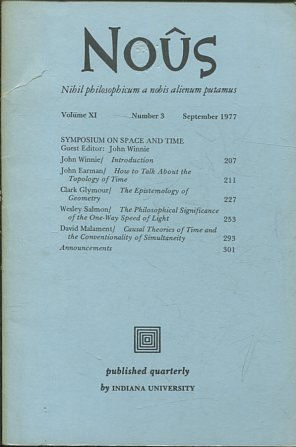 NOÛS
Nihil philosophicum a nobis alienum putamus
Volume XI Number 3 September 1977
SYMPOSIUM ON SPACE AND TIME
Guest Editor: John Winnie
John Winnie/ Introduction 207
John Earman/ How to Talk About the
Topology of Time 211
Clark Glymour/ The Epistemology of
Geometry 227
Wesley Salmon/ The Philosophical Significance
of the One-Way Speed of Light 253
David Malament/ Causal Theories of Time and
the Conventionality of Simultaneity 293
Announcements 301
published quarterly
by INDIANA UNIVERSITY